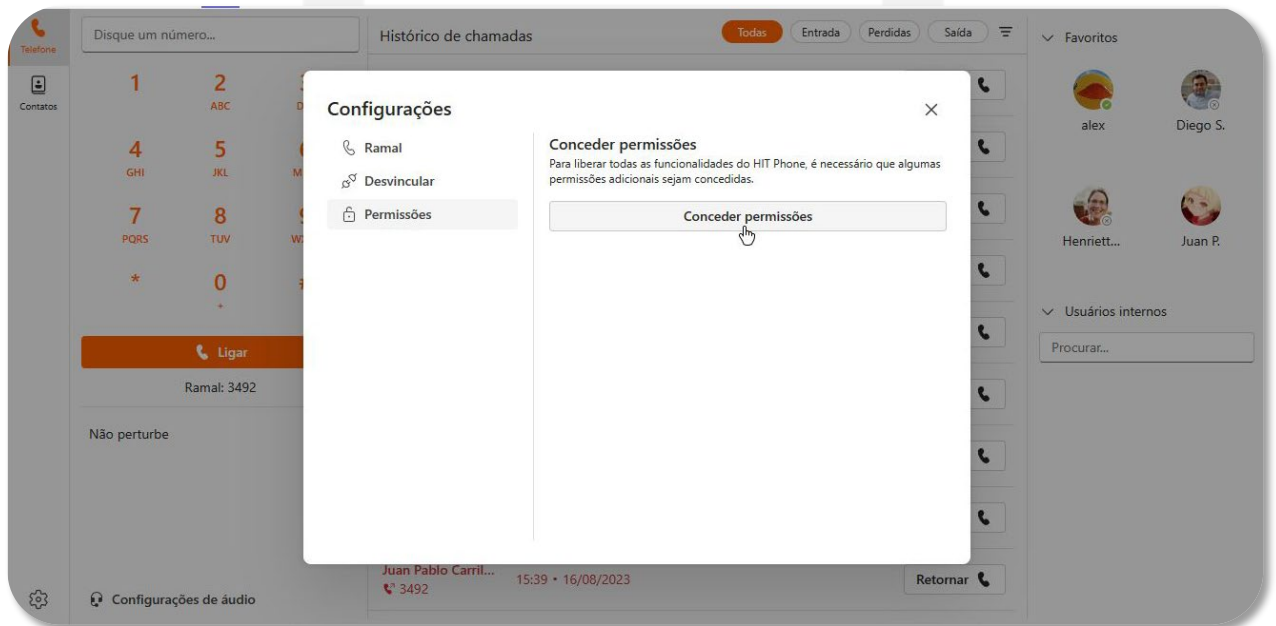 Telefone
Contatos
Disque um número...
1
2
ABC
4
GHI
5
JKL
7
PQRS
8
TUV
*
0
+
Ligar
Ramal: 3492
Não perturbe
Configurações de áudio
Histórico de chamadas
Todas
Entrada
Perdidas
Saída
Configurações
Ramal
Desvincular
Permissões
Conceder permissões
Para liberar todas as funcionalidades do HIT Phone, é necessário que algumas
permissões adicionais sejam concedidas.
Conceder permissões
Juan Pablo Carril...
3492
15:39 • 16/08/2023
Retornar
Favoritos
alex
Diego S.
Henriett...
Juan P.
Usuários internos
Procurar...